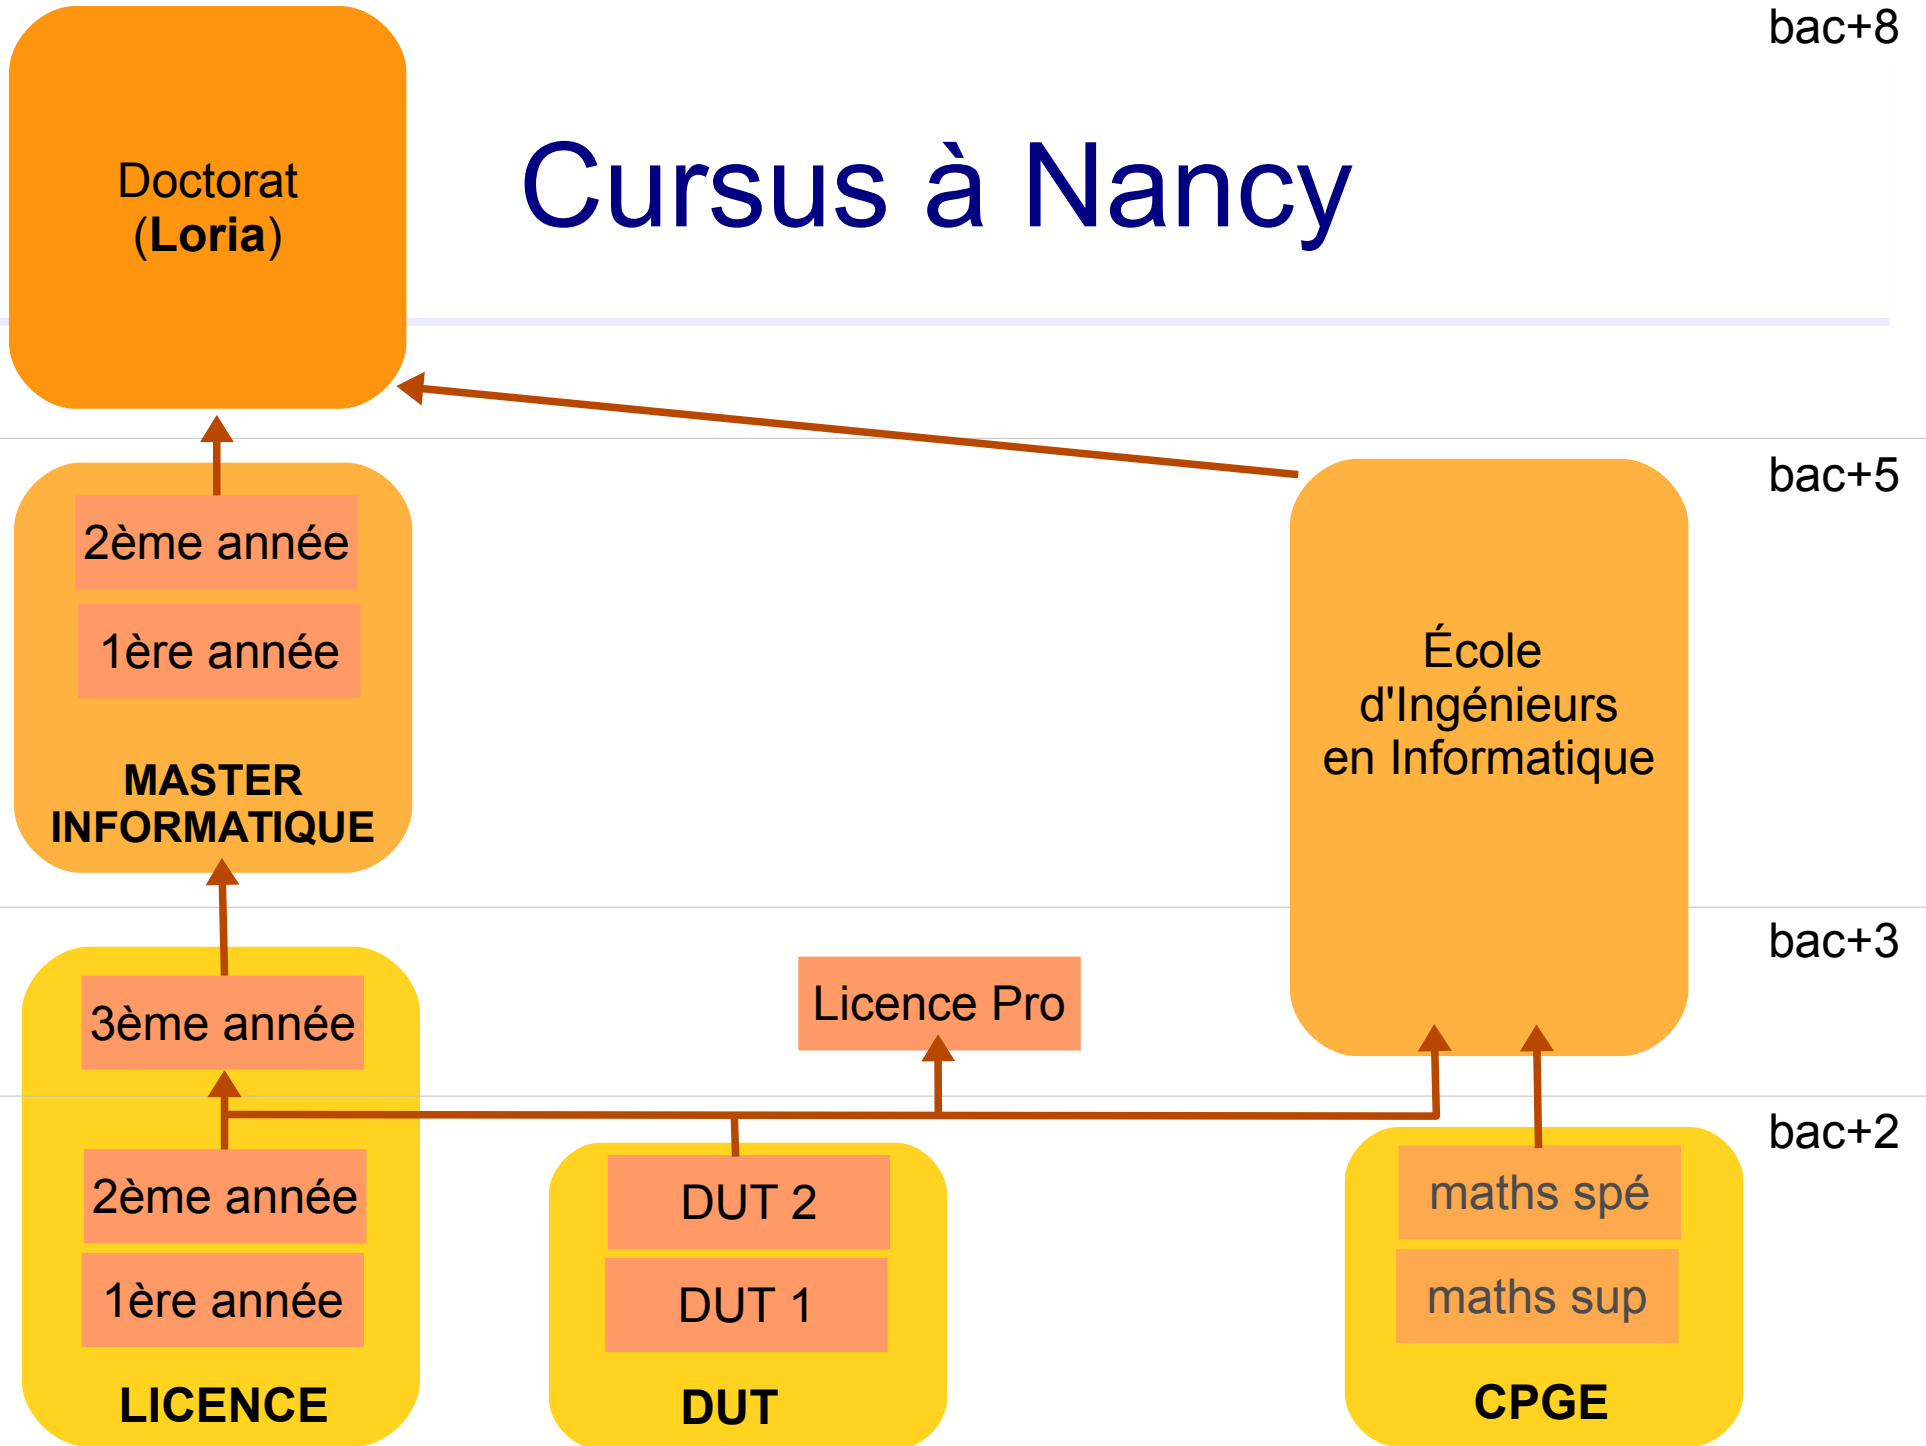 bac+8
Cursus à Nancy
Doctorat
(Loria)
bac+5
2ème année
1ère année
MASTER
INFORMATIQUE
École
d'Ingénieurs
en Informatique
bac+3
3ème année
Licence Pro
bac+2
2ème année
1ère année
LICENCE
DUT 2
DUT 1
DUT
maths spé
maths sup
CPGE